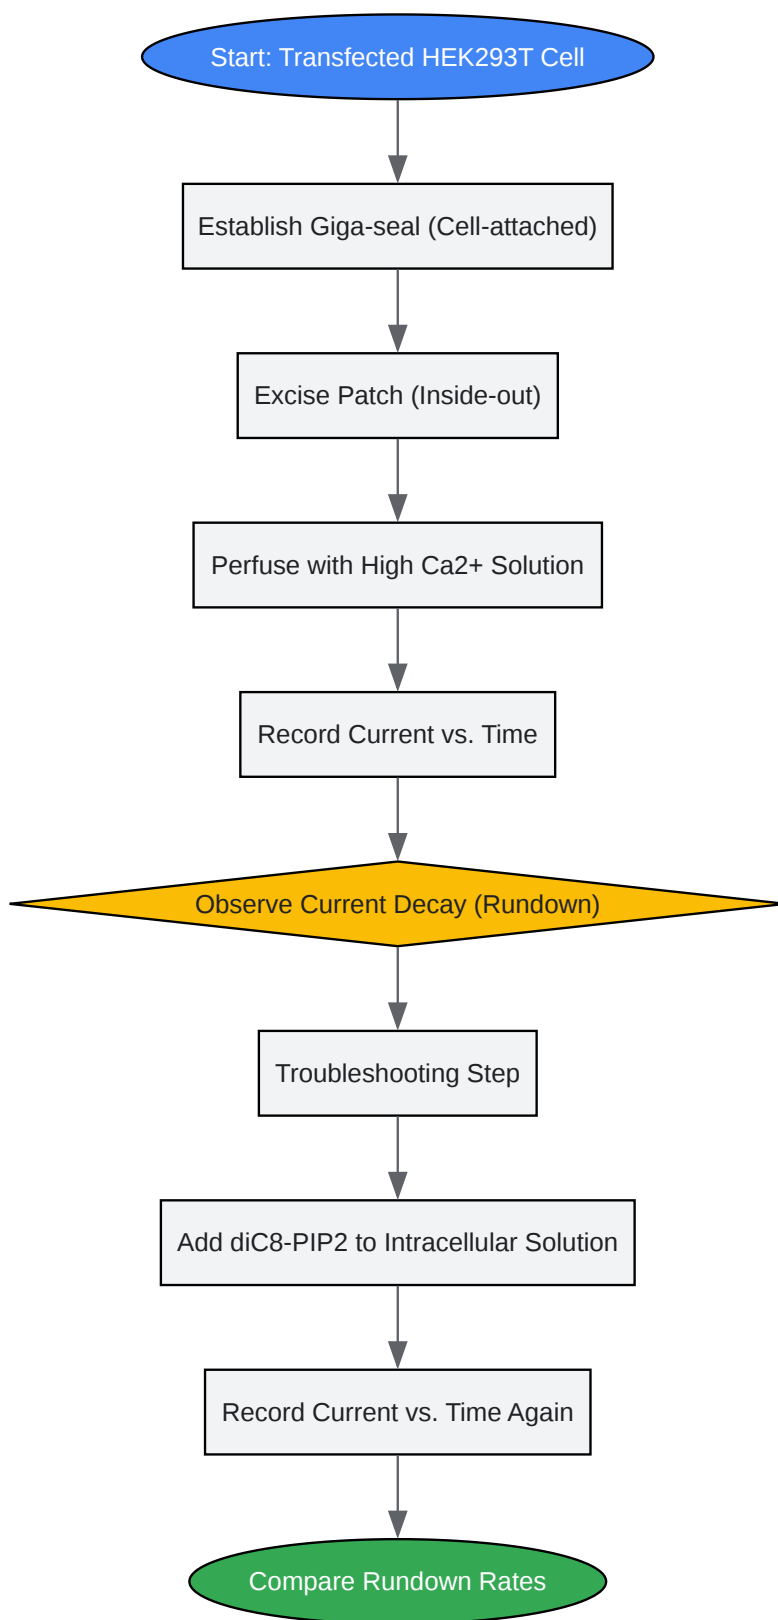 Start: Transfected HEK293T Cell
Establish Giga-seal (Cell-attached)
Excise Patch (Inside-out)
Perfuse with High Ca2+ Solution
Record Current vs. Time
Observe Current Decay (Rundown)
Troubleshooting Step
Add diC8-PIP2 to Intracellular Solution
Record Current vs. Time Again
Compare Rundown Rates